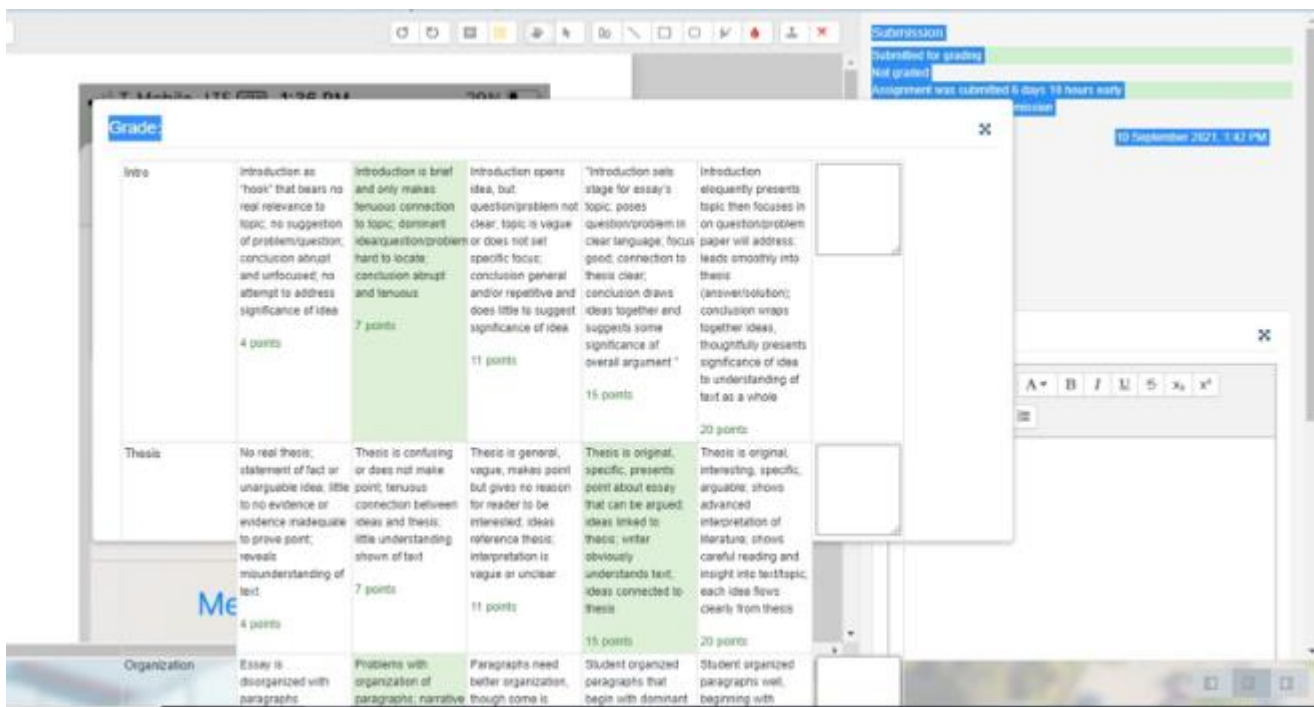 T-Mobile LTE 1:36 PM 29%
Submission
Submitted for grading
Not graded
Assignment was submitted 6 days 10 hours early
mission
10 September 2021, 1:42 PM
Grade:
Intro
Introduction as
"hook" that bears no
real relevance to
topic; no suggestion
of problem/question;
conclusion abrupt
and unfocused; no
attempt to address
significance of idea
4 points
Introduction is brief
and only makes
tenuous connection
to topic; dominant
idea/question/problem
hard to locate;
conclusion abrupt
and tenuous
7 points
Introduction opens
idea, but
question/problem not
clear; topic is vague
or does not set
specific focus;
conclusion general
and/or repetitive and
does little to suggest
significance of idea
11 points
"Introduction sets
stage for essay's
topic; poses
question/problem in
clear language; focus
good; connection to
thesis clear;
conclusion draws
ideas together and
suggests some
significance of
overall argument."
15 points
Introduction
eloquently presents
topic then focuses in
on question/problem
paper will address;
leads smoothly into
thesis
(answer/solution);
conclusion wraps
together ideas,
thoughtfully presents
significance of idea
to understanding of
text as a whole
20 points
Thesis
No real thesis;
statement of fact or
unarguable idea; little
to no evidence or
evidence inadequate
to prove point;
reveals
misunderstanding of
text
4 points
Thesis is confusing
or does not make
point; tenuous
connection between
ideas and thesis;
little understanding
shown of text
7 points
Thesis is general,
vague, makes point
but gives no reason
for reader to be
interested; ideas
reference thesis;
interpretation is
vague or unclear
11 points
Thesis is original,
specific, presents
point about essay
that can be argued;
ideas linked to
thesis; writer
obviously
understands text;
ideas connected to
thesis
15 points
Thesis is original,
interesting, specific,
arguable; shows
advanced
interpretation of
literature; shows
careful reading and
insight into text/topic;
each idea flows
clearly from thesis
20 points
Organization
Essay is
disorganized with
paragraphs
Problems with
organization of
paragraphs; narrative
Paragraphs need
better organization,
though some is
Student organized
paragraphs that
begin with dominant
Student organized
paragraphs well,
beginning with
Me
A B I U S x₂ x²